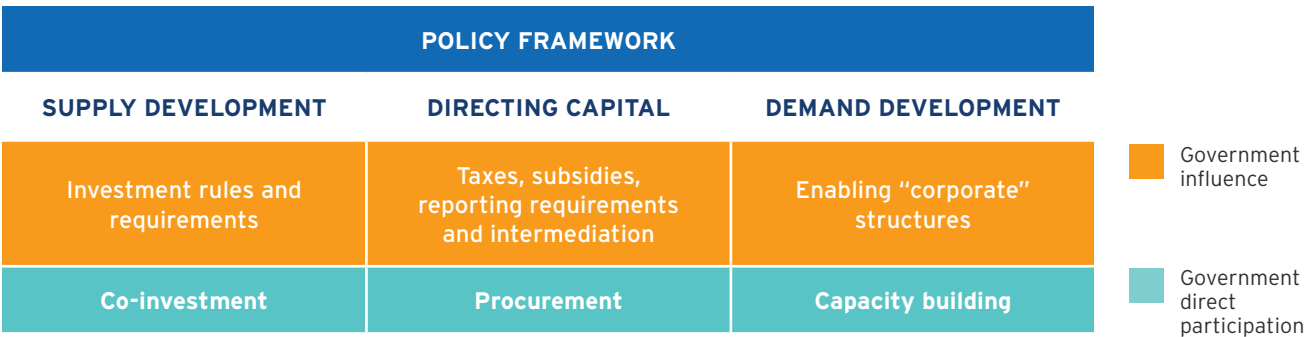 POLICY FRAMEWORK
SUPPLY DEVELOPMENT
DIRECTING CAPITAL
DEMAND DEVELOPMENT
Investment rules and
requirements
Taxes, subsidies,
reporting requirements
and intermediation
Enabling “corporate”
structures
Co-investment
Procurement
Capacity building
Government
influence
Government
direct
participation